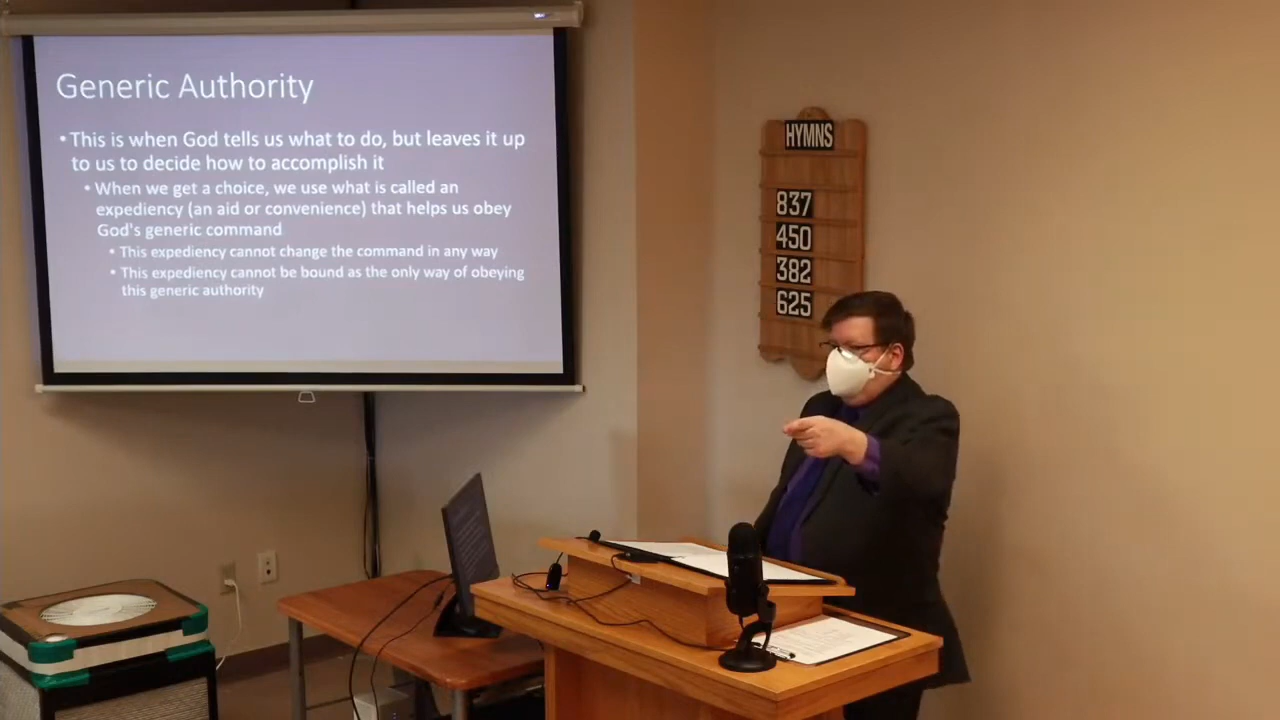 Generic Authority
• This is when God tells us what to do, but leaves it up
to us to decide how to accomplish it
• When we get a choice, we use what is called an
expediency (an aid or convenience) that helps us obey
God's generic command
• This expediency cannot change the command in any way
• This expediency cannot be bound as the only way of obeying
this generic authority
HYMNS
837
450
382
625